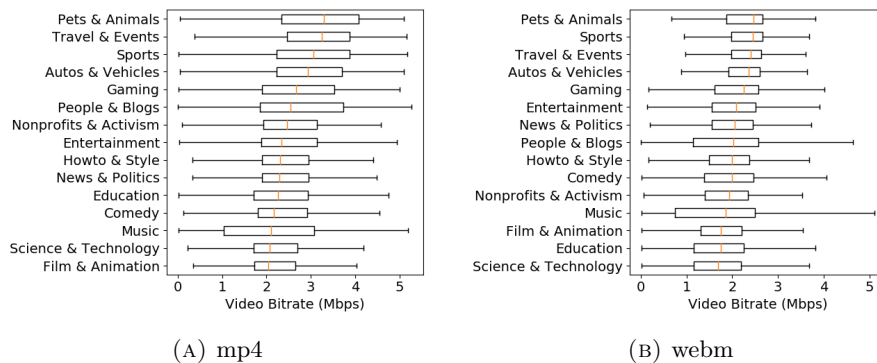 Pets & Animals
Travel & Events
Sports
Autos & Vehicles
Gaming
People & Blogs
Nonprofits & Activism
Entertainment
Howto & Style
News & Politics
Education
Comedy
Music
Science & Technology
Film & Animation
0 1 2 3 4 5
Video Bitrate (Mbps)
(A) mp4
Pets & Animals
Sports
Travel & Events
Autos & Vehicles
Gaming
Entertainment
News & Politics
People & Blogs
Howto & Style
Comedy
Nonprofits & Activism
Music
Film & Animation
Education
Science & Technology
0 1 2 3 4 5
Video Bitrate (Mbps)
(B) webm